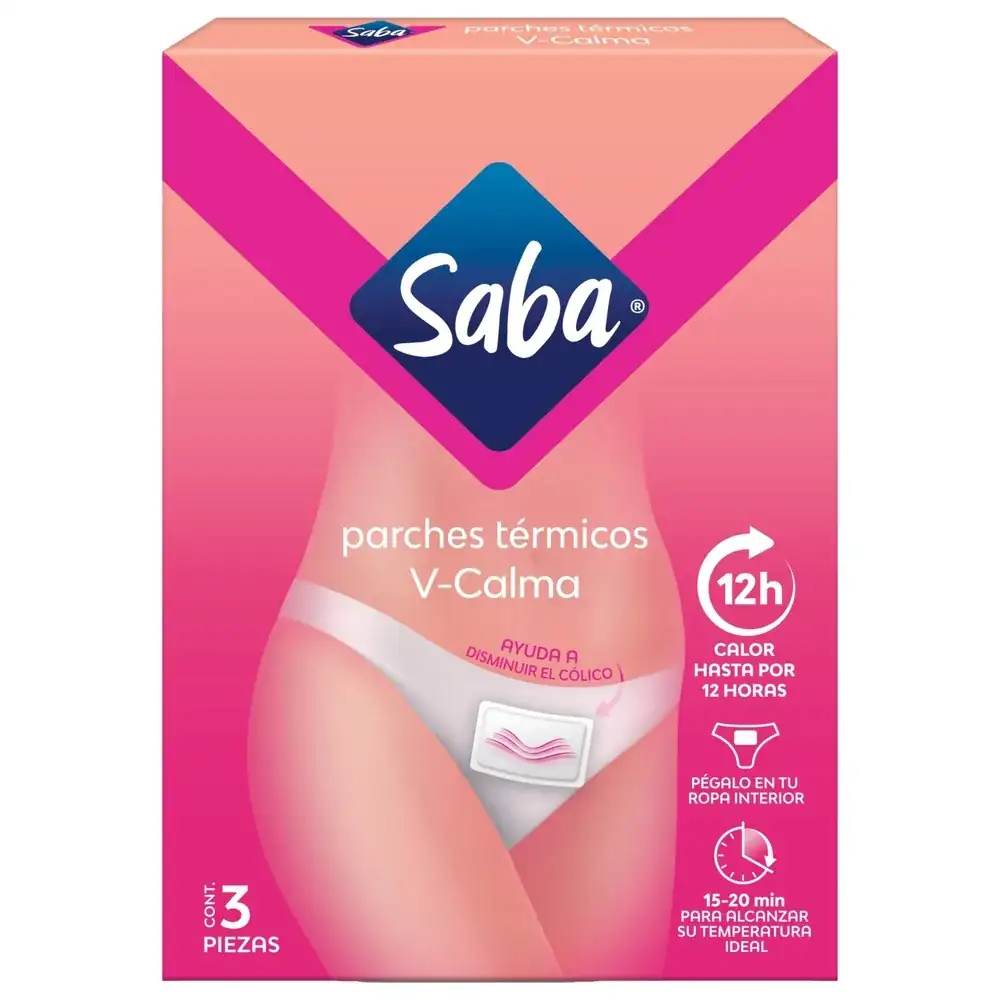 Saba
parches térmicos
V-Calma
Saba®
parches térmicos
V-Calma
AYUDA A
DISMINUIR EL CÓLICO
12h
CALOR
HASTA POR
12 HORAS
PÉGALO EN TU
ROPA INTERIOR
15-20 min
PARA ALCANZAR
SU TEMPERATURA
IDEAL
CONT.
3
PIEZAS